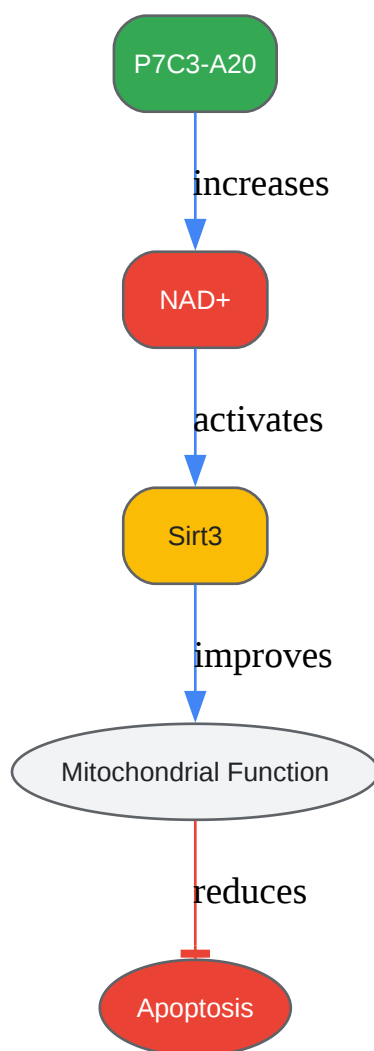 P7C3-A20
increases
NAD+
activates
Sirt3
improves
Mitochondrial Function
reduces
Apoptosis